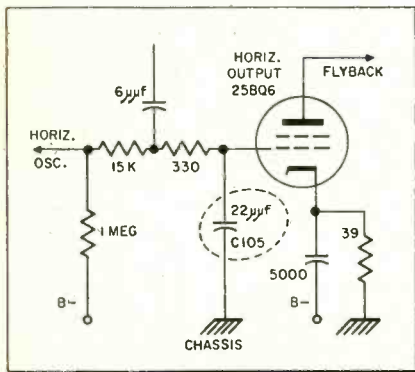 HORIZ.
OUTPUT
25BQ6
FLYBACK
6µµf
HORIZ.
OSC.
15K
330
22µµf
C105
1 MEG
39
5000
B-
B-
CHASSIS